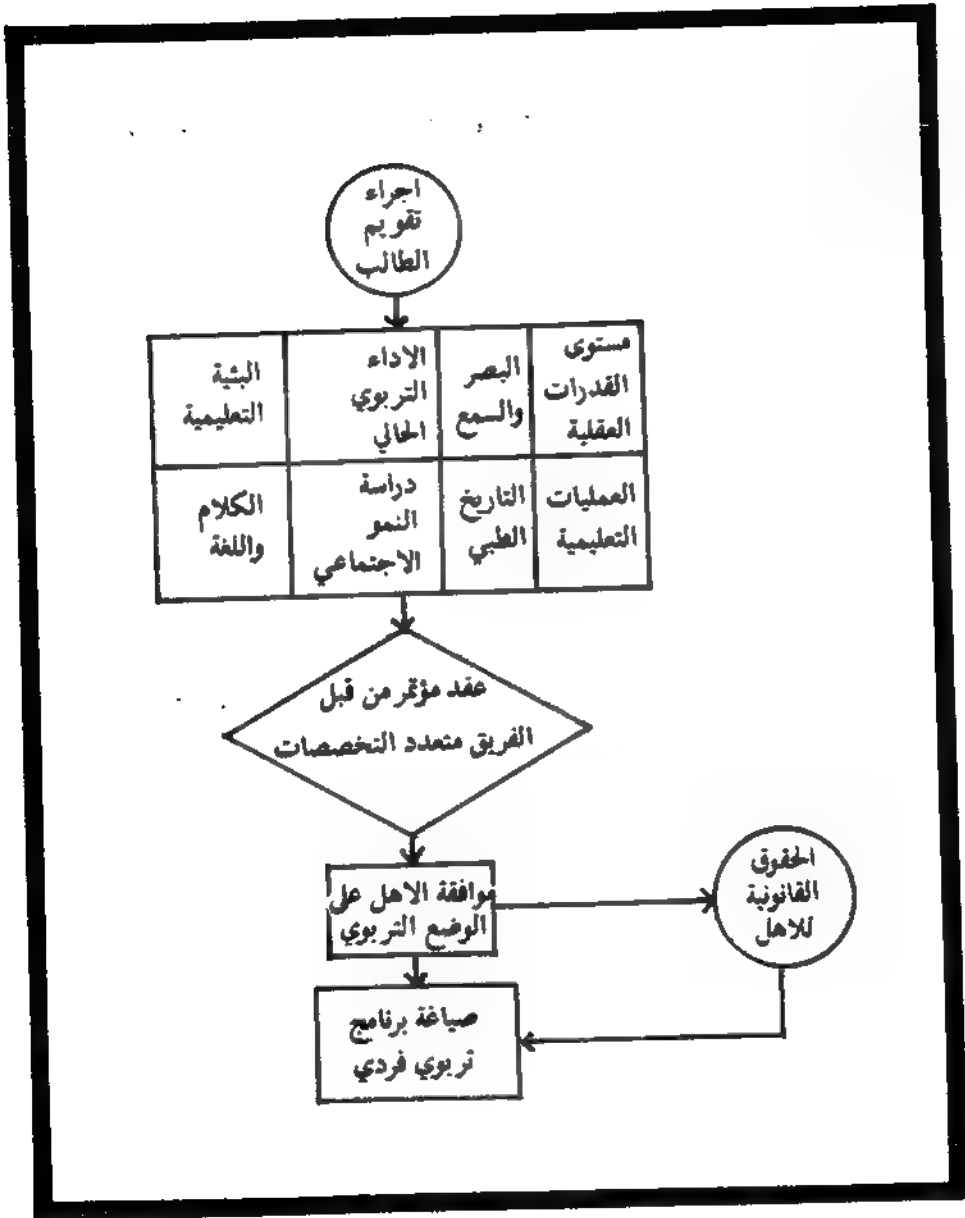 اجراء
تقويم
الطالب
مستوى
القدرات
العقلية
البصر
والسمع
الاداء
التربوي
الحالي
البثية
التعليمية
العمليات
التعليمية
التاريخ
الطبي
دراسة
النمو
الاجتماعي
الكلام
واللغة
عقد مؤتمر من قبل
الفريق متعدد التخصصات
موافقة الاهل على
الوضع التربوي
الحقوق
القانونية
للاهل
صياغة برنامج
تربوي فردي